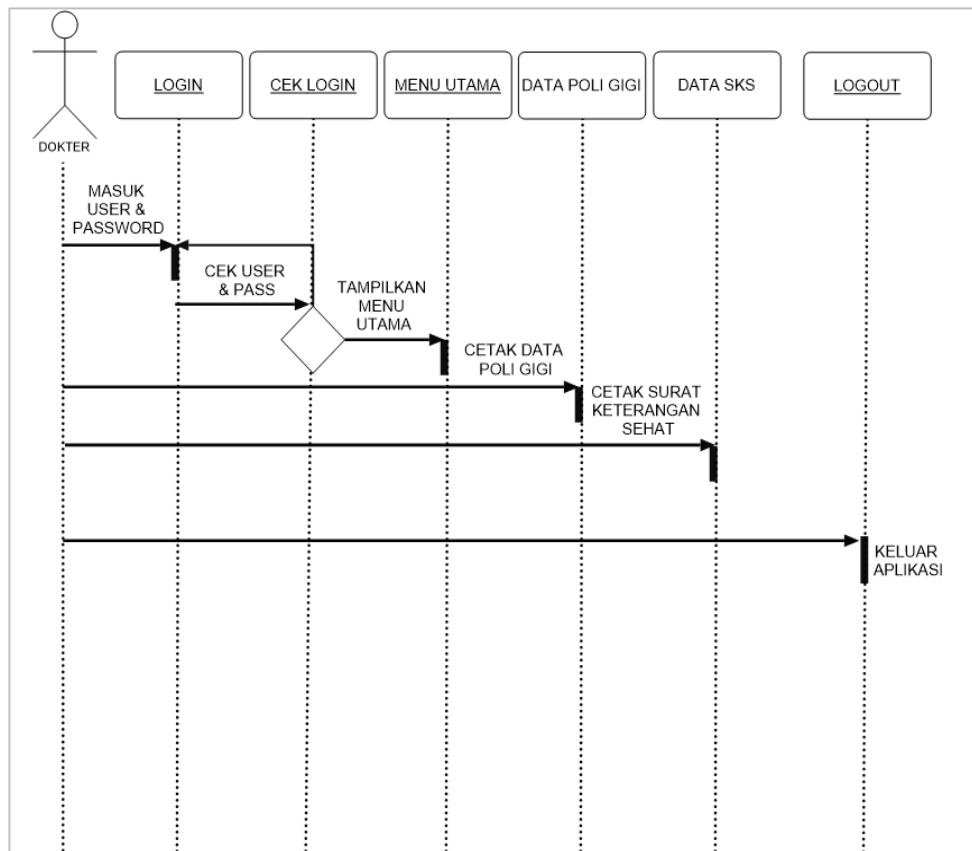 LOGIN
CEK LOGIN
MENU UTAMA
DATA POLI GIGI
DATA SKS
LOGOUT
DOKTER
MASUK
USER &
PASSWORD
CEK USER
& PASS
TAMPILKAN
MENU
UTAMA
CETAK DATA
POLI GIGI
CETAK SURAT
KETERANGAN
SEHAT
KELUAR
APLIKASI